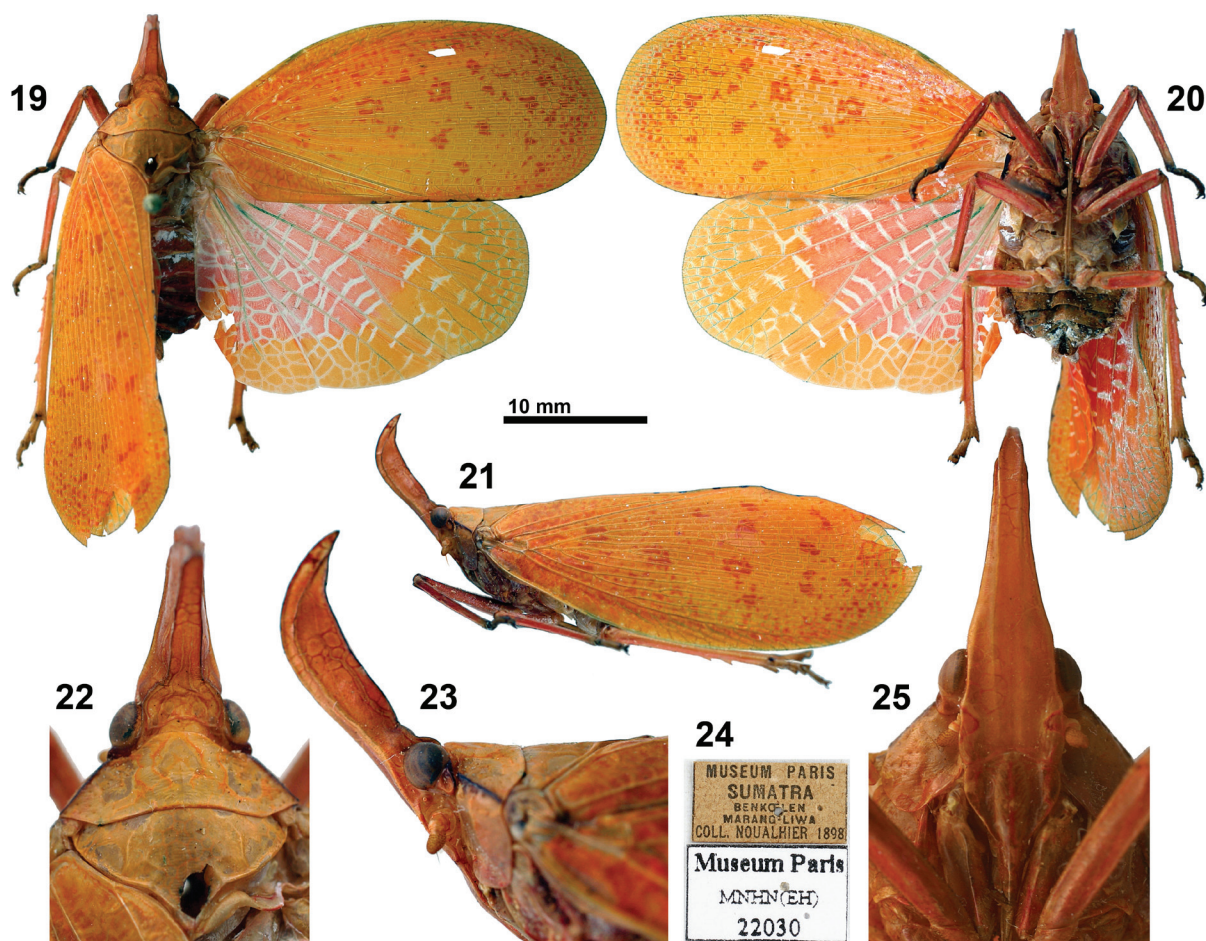 19
20
10 mm
21
22
23
24
25
MUSEUM PARIS
SUMATRA
BENKOELEN
MARANG-LIWA
COLL. NOUALHIER 1898
Museum Paris
MNHN(EH)
22030